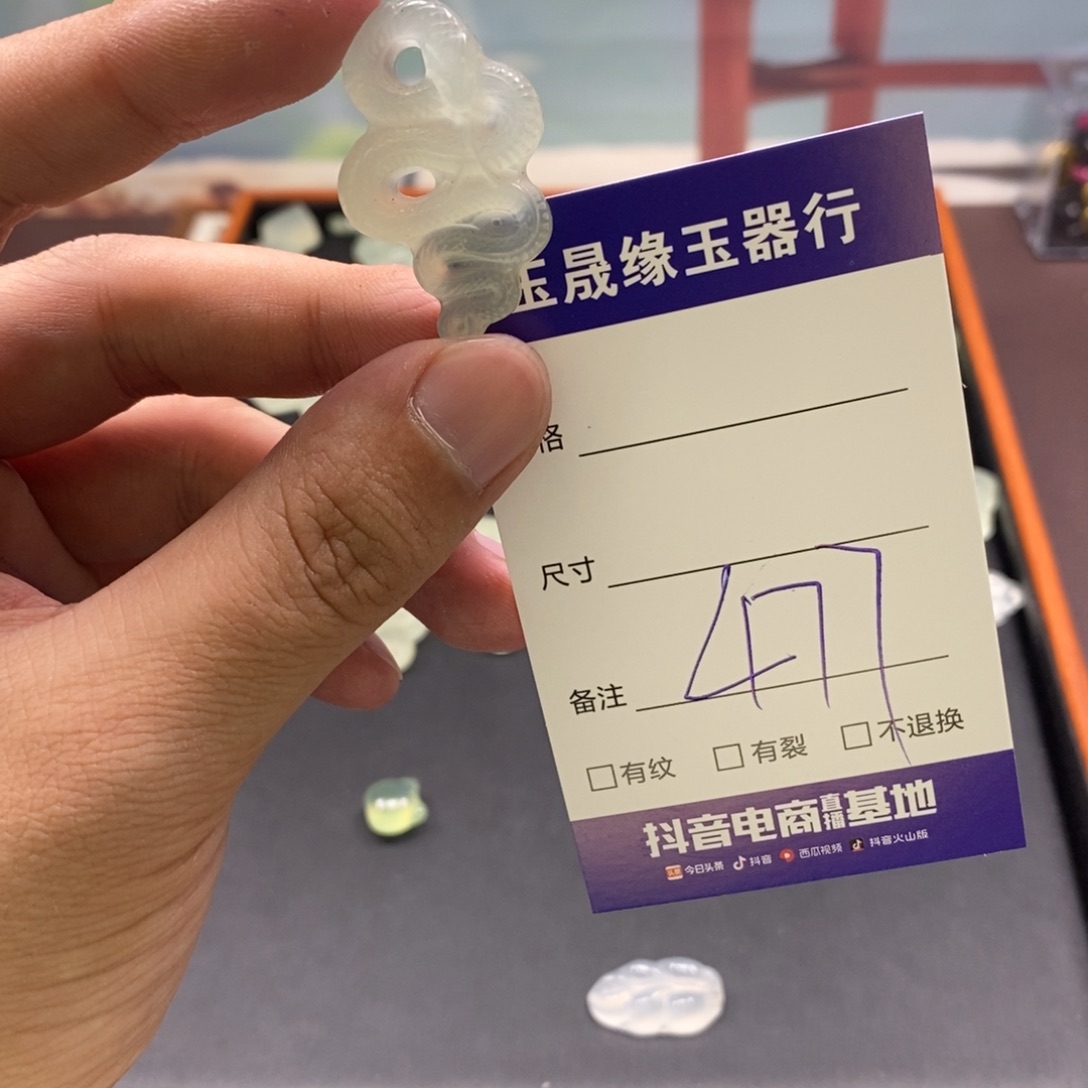 玉晟缘玉器行
格
尺寸
备注
有纹 有裂 不退换
抖音电商直播基地
今日头条 抖音 西瓜视频 抖音火山版